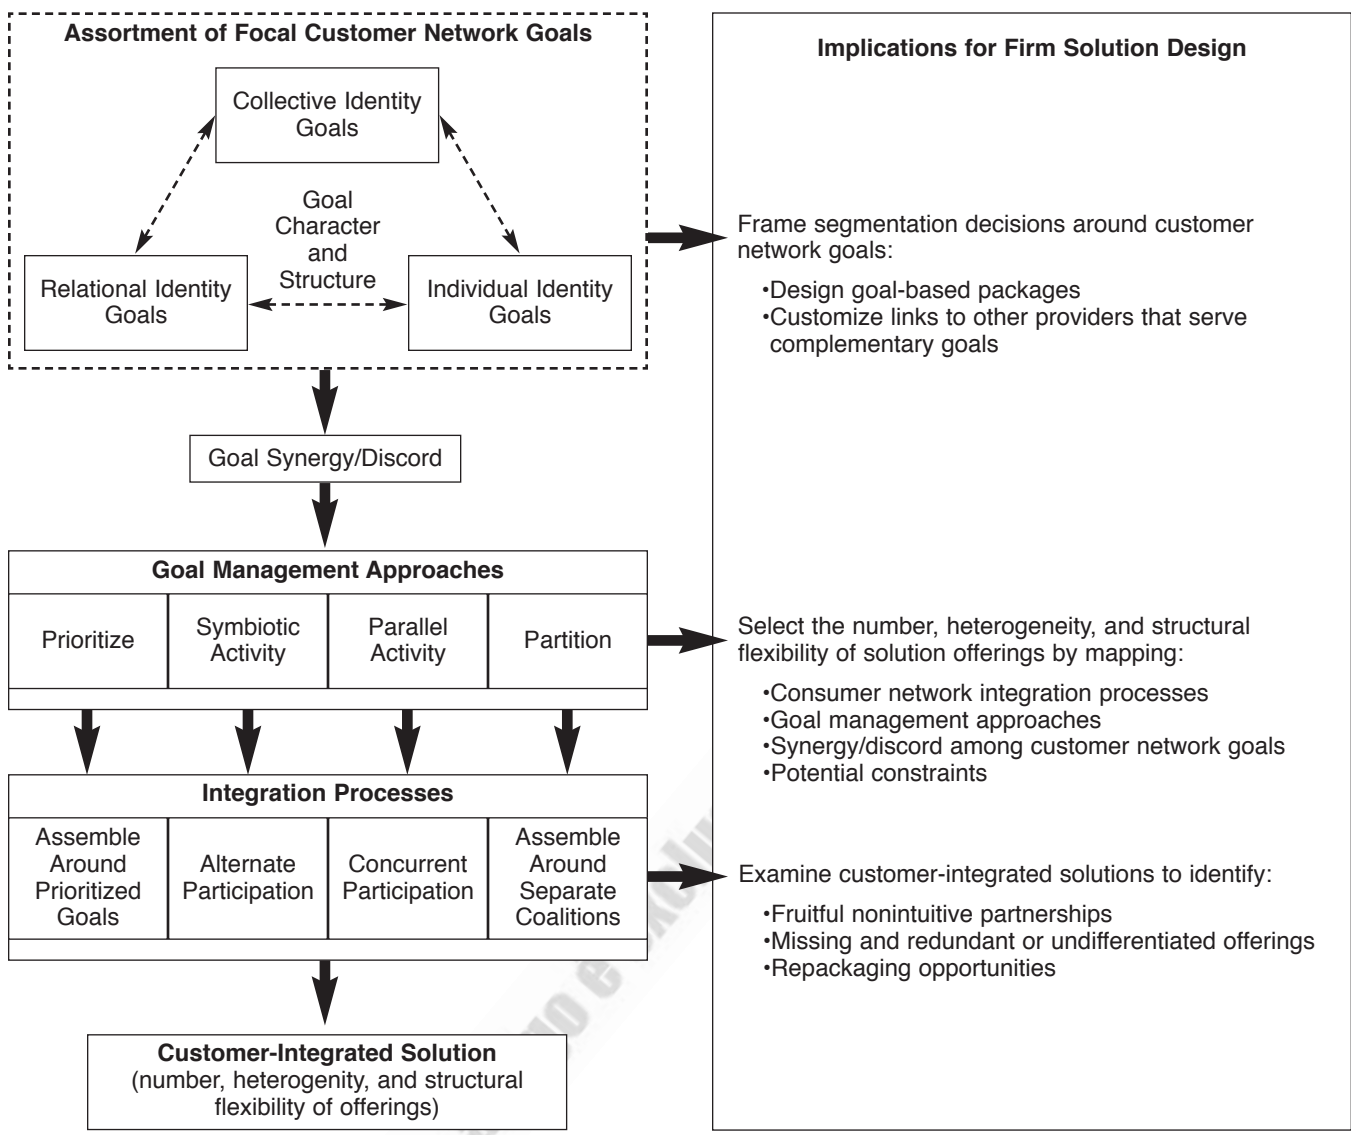 Assortment of Focal Customer Network Goals
Collective Identity
Goals
Goal
Character
and
Structure
Relational Identity
Goals
Individual Identity
Goals
Goal Synergy/Discord
Goal Management Approaches
Prioritize
Symbiotic
Activity
Parallel
Activity
Partition
Integration Processes
Assemble
Around
Prioritized
Goals
Alternate
Participation
Concurrent
Participation
Assemble
Around
Separate
Coalitions
Customer-Integrated Solution
(number, heterogenity, and structural
flexibility of offerings)
Implications for Firm Solution Design
Frame segmentation decisions around customer
network goals:
•Design goal-based packages
•Customize links to other providers that serve
complementary goals
Select the number, heterogeneity, and structural
flexibility of solution offerings by mapping:
•Consumer network integration processes
•Goal management approaches
•Synergy/discord among customer network goals
•Potential constraints
Examine customer-integrated solutions to identify:
•Fruitful nonintuitive partnerships
•Missing and redundant or undifferentiated offerings
•Repackaging opportunities